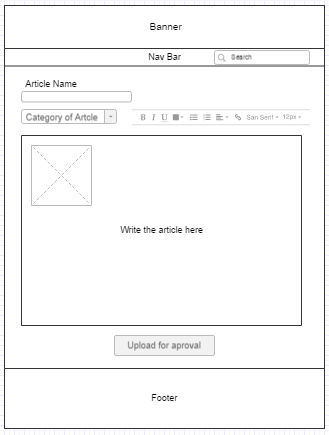 Banner
Nav Bar
Search
Article Name
Category of Artcle
B I U San Serif 12px
Write the article here
Upload for aproval
Footer